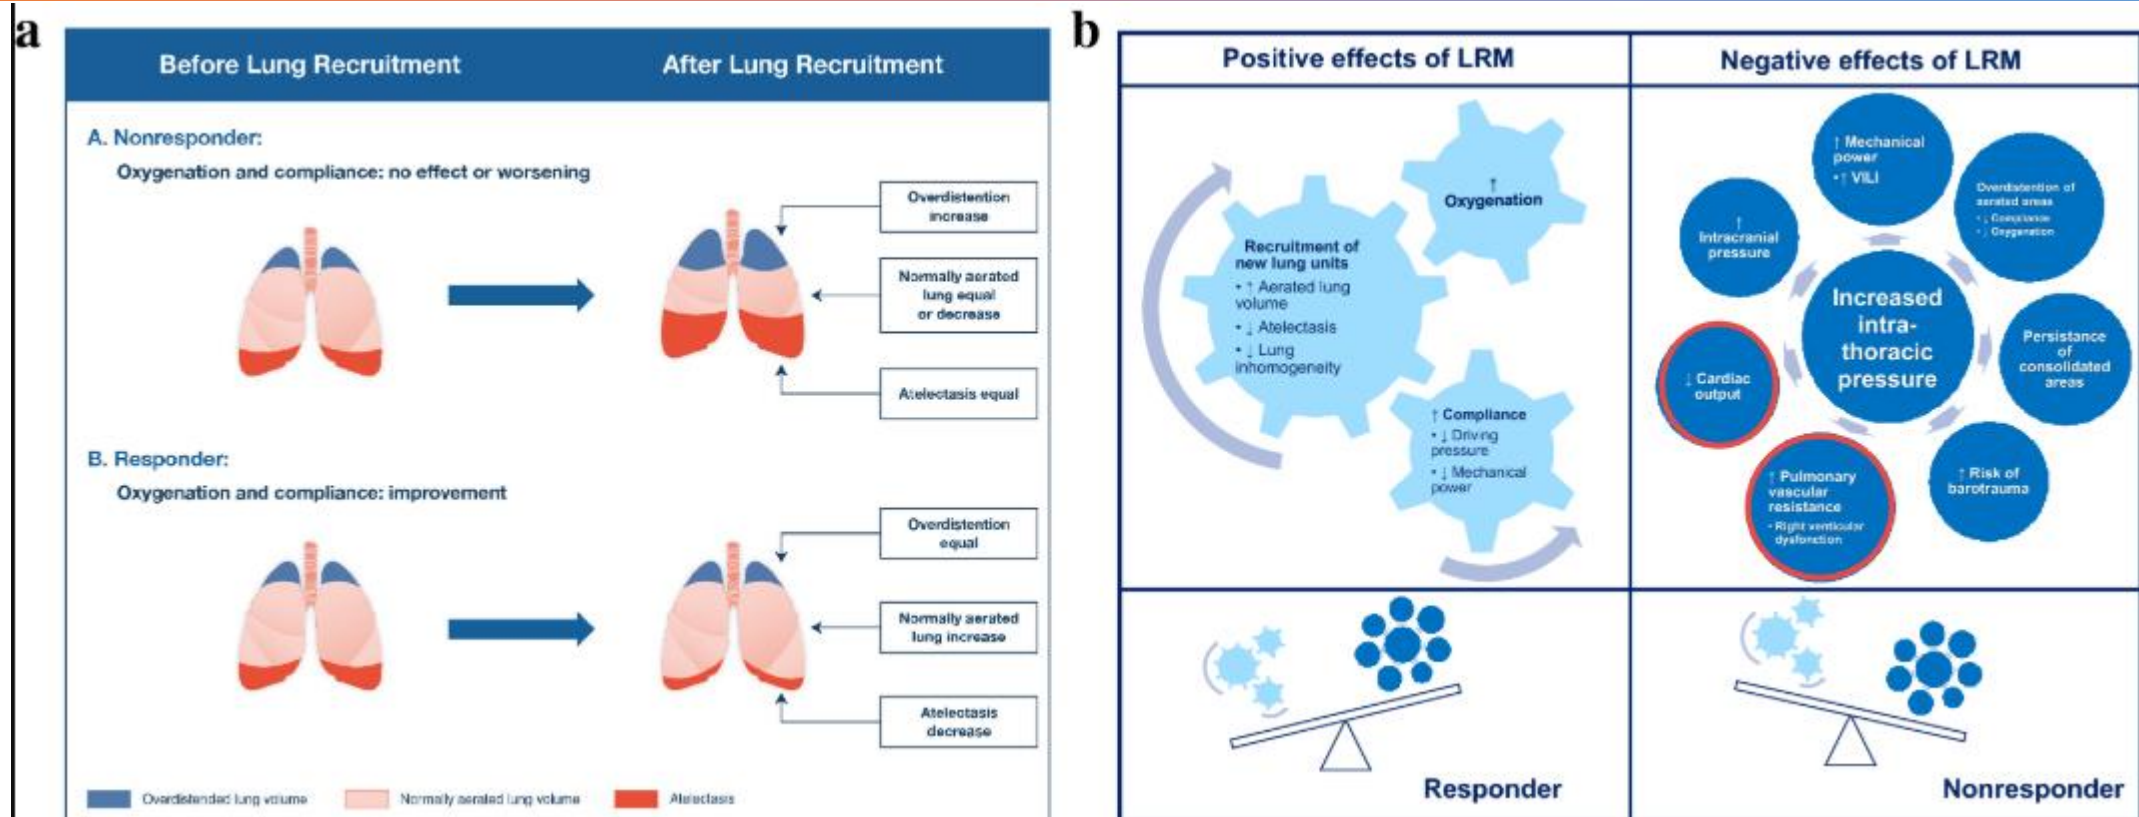 a
Before Lung Recruitment
After Lung Recruitment
A. Nonresponder:
Oxygenation and compliance: no effect or worsening
Overdistention
increase
Normally aerated
lung equal
or decrease
Atelectasis equal
B. Responder:
Oxygenation and compliance: improvement
Overdistention
equal
Normally aerated
lung increase
Atelectasis
decrease
Overdistended lung volume
Normally aerated lung volume
Atelectasis
b
Positive effects of LRM
Negative effects of LRM
↑
Oxygenation
Recruitment of
new lung units
• ↑ Aerated lung
volume
• ↓ Atelectasis
• ↓ Lung
inhomogeneity
↑ Compliance
• ↓ Driving
pressure
• ↓ Mechanical
power
↑ Mechanical
power
• ↑ VILI
Overdistention of
aerated areas
• ↓ Compliance
• ↓ Oxygenation
↑
Intracranial
pressure
Increased
intra-
thoracic
pressure
Persistance
of
consolidated
areas
↓ Cardiac
output
↑ Pulmonary
vascular
resistance
• Right ventricular
dysfonction
↑ Risk of
barotrauma
Responder
Nonresponder